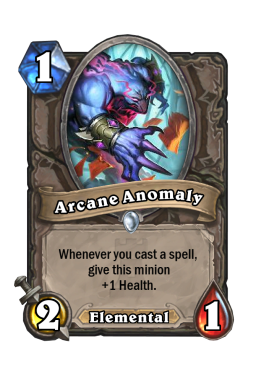 1
Arcane Anomaly
Whenever you cast a spell,
give this minion
+1 Health.
2
Elemental
1